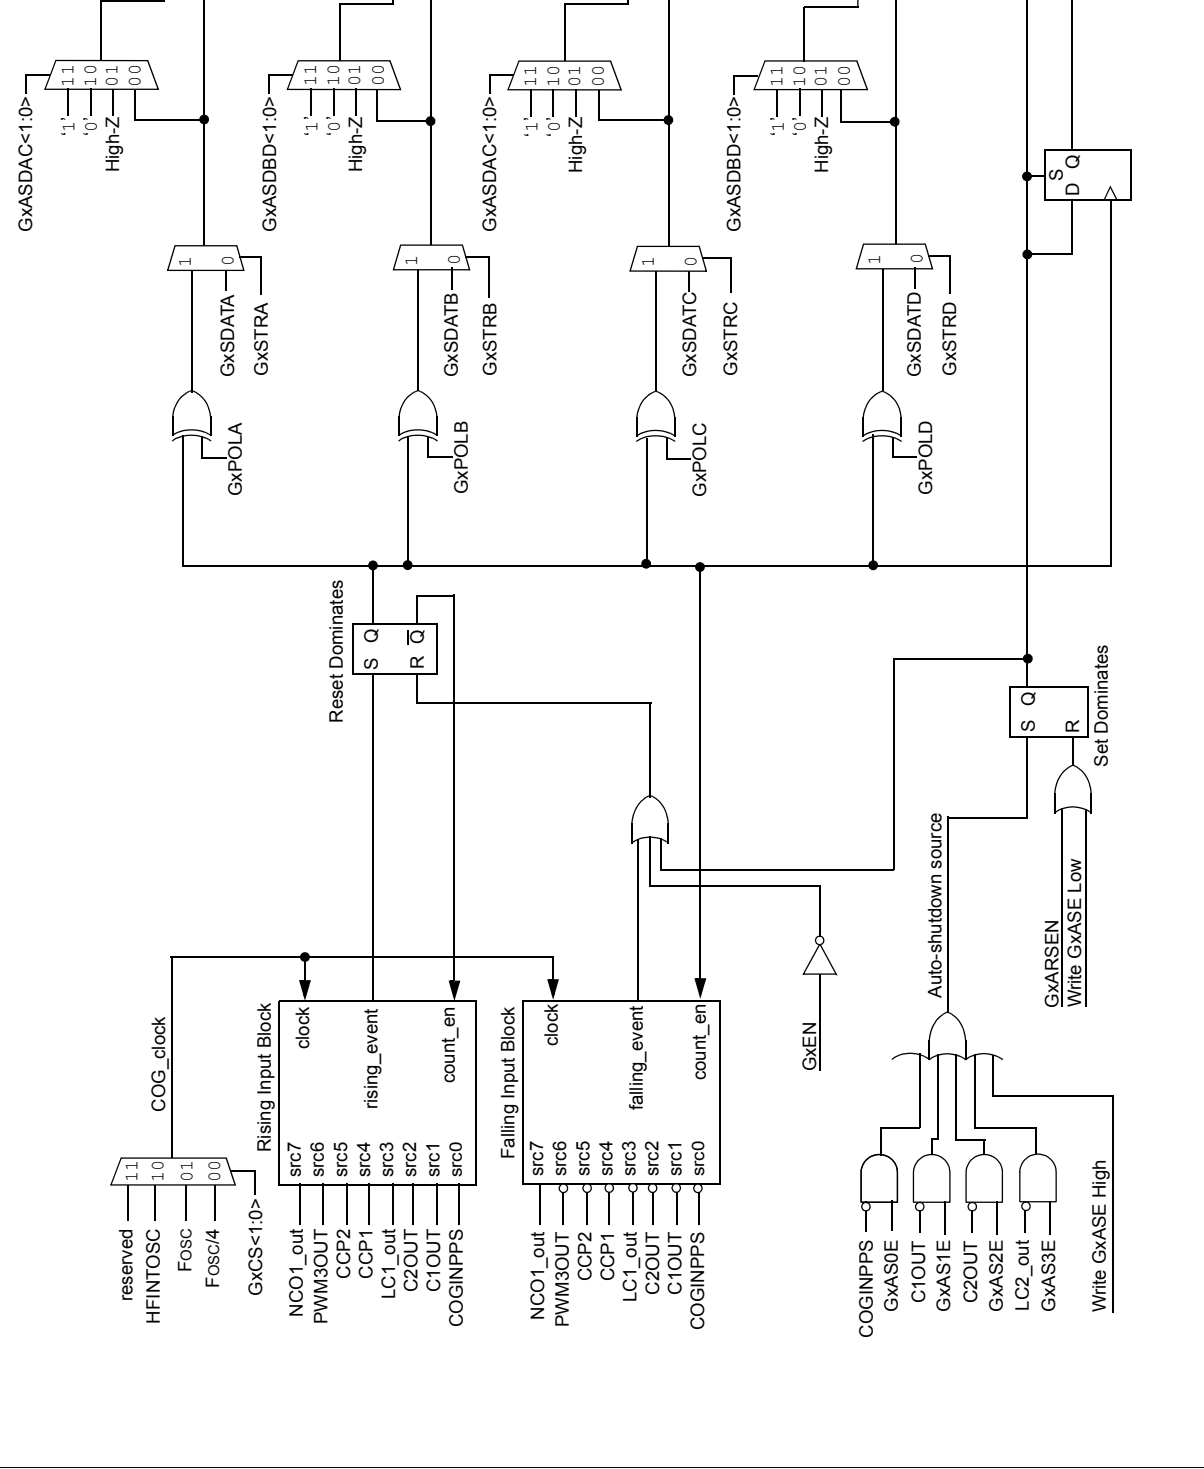 reserved
HFINTOSC
FOSC
FOSC/4
11
10
01
00
GxCS<1:0>
COG_clock
Rising Input Block
NCO1_out
PWM3OUT
CCP2
CCP1
LC1_out
C2OUT
C1OUT
COGINPPS
src7
src6
src5
src4
src3
src2
src1
src0
clock
rising_event
count_en
Falling Input Block
NCO1_out
PWM3OUT
CCP2
CCP1
LC1_out
C2OUT
C1OUT
COGINPPS
src7
src6
src5
src4
src3
src2
src1
src0
clock
falling_event
count_en
GxEN
COGINPPS
GxAS0E
C1OUT
GxAS1E
C2OUT
GxAS2E
LC2_out
GxAS3E
Write GxASE High
Auto-shutdown source
GxARSEN
Write GxASE Low
S Q
R
Set Dominates
Reset Dominates
S Q
R Q
GxPOLA
GxSDATA
GxSTRA
1
0
GxASDAC<1:0>
'1'
'0'
High-Z
11
10
01
00
GxPOLB
GxSDATB
GxSTRB
1
0
GxASDBD<1:0>
'1'
'0'
High-Z
11
10
01
00
GxPOLC
GxSDATC
GxSTRC
1
0
GxASDAC<1:0>
'1'
'0'
High-Z
11
10
01
00
GxPOLD
GxSDATD
GxSTRD
1
0
GxASDBD<1:0>
'1'
'0'
High-Z
11
10
01
00
S
D Q